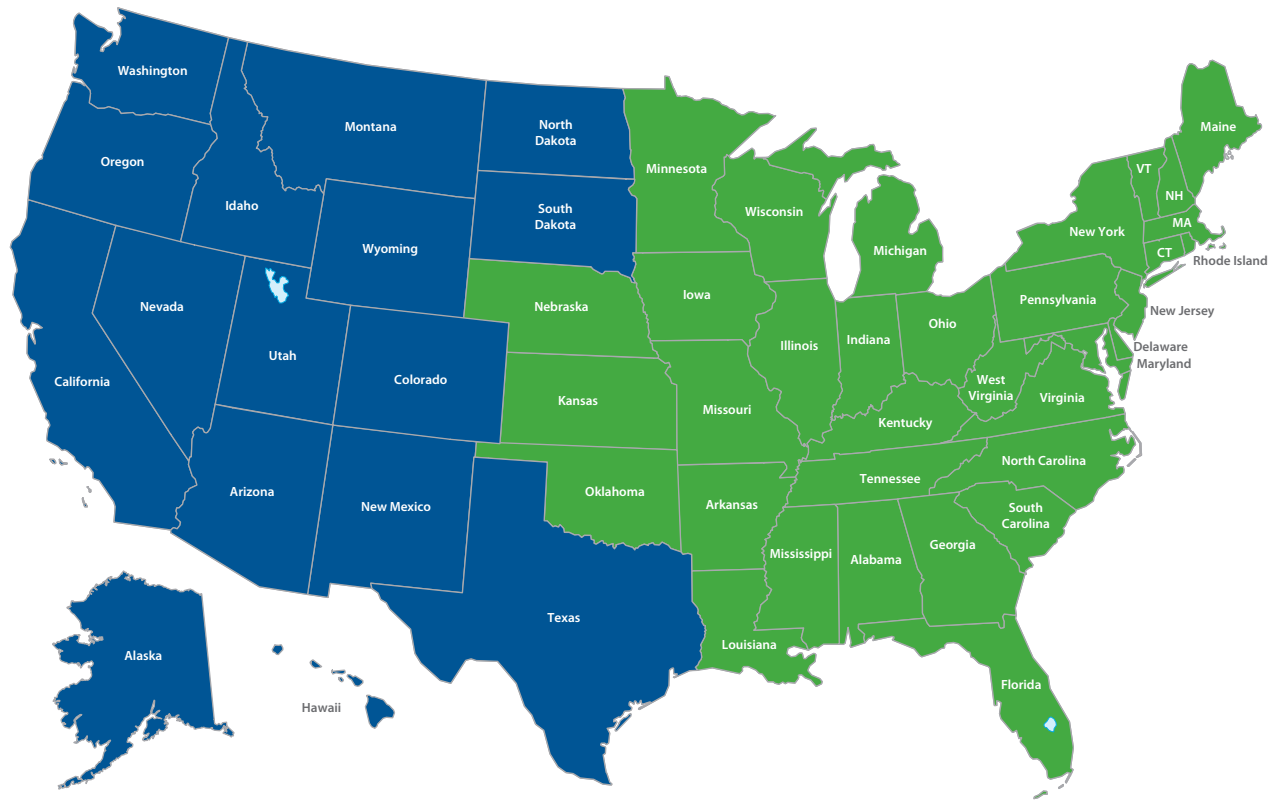 Washington
Oregon
Idaho
Montana
North
Dakota
South
Dakota
Wyoming
California
Nevada
Utah
Colorado
Arizona
New Mexico
Texas
Alaska
Hawaii
Minnesota
Wisconsin
Michigan
Nebraska
Iowa
Illinois
Indiana
Ohio
Kansas
Missouri
Kentucky
West
Virginia
Virginia
Oklahoma
Arkansas
Tennessee
North Carolina
South
Carolina
Mississippi
Alabama
Georgia
Louisiana
Florida
Maine
VT
NH
MA
New York
CT
Rhode Island
Pennsylvania
New Jersey
Delaware
Maryland